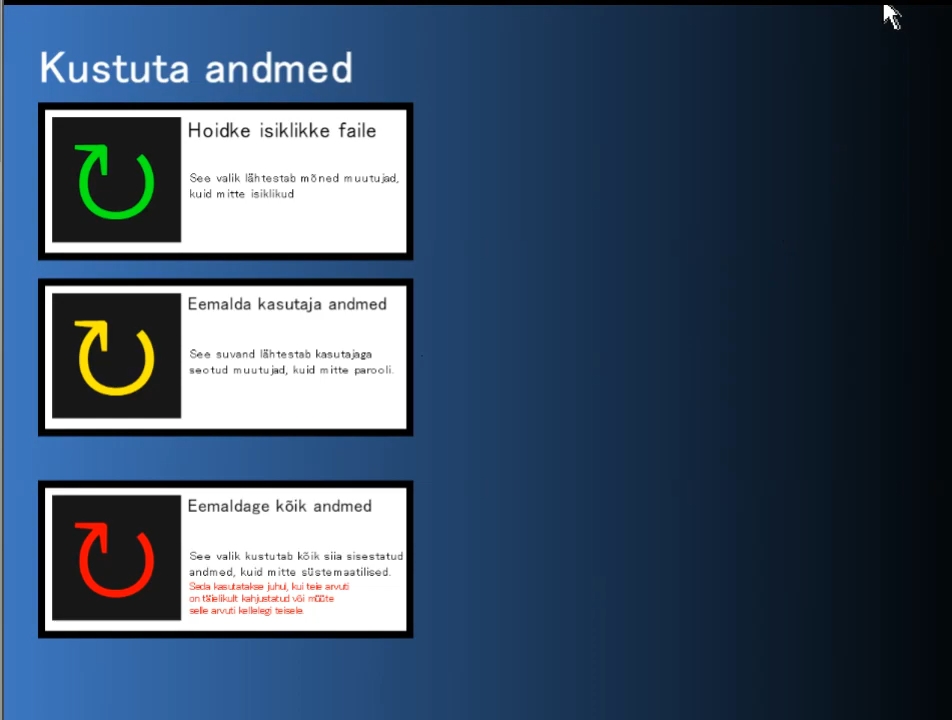 Kustuta andmed
Hoidke isiklikke faile
See valik lähtestab mõned muutujad,
kuid mitte isiklikud
Eemalda kasutaja andmed
See suvand lähtestab kasutajaga
seotud muutujad, kuid mitte parooli.
Eemaldage kõik andmed
See valik kustutab kõik siia sisestatud
andmed, kuid mitte süstemaatilised.
Seda kasutatakse juhul, kui teie arvuti
on täielikult kahjustatud või müüte
selle arvuti kellelegi teisele.